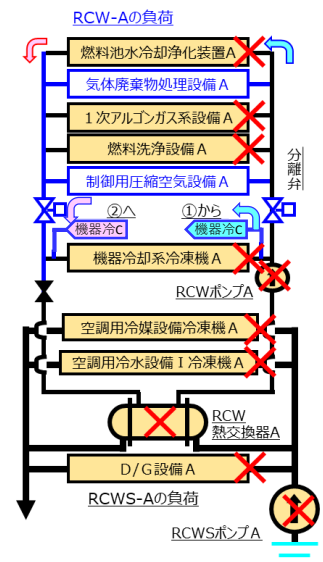 RCW-Aの負荷
燃料池水冷却浄化装置A
気体廃棄物処理設備A
1次アルゴンガス系設備A
燃料洗浄設備A
分離弁
制御用圧縮空気設備A
②へ
①から
機器冷C
機器冷C
機器冷却系冷凍機A
RCWポンプA
空調用冷媒設備冷凍機A
空調用冷水設備Ⅰ冷凍機A
RCW
熱交換器A
D/G設備A
RCWS-Aの負荷
RCWSポンプA